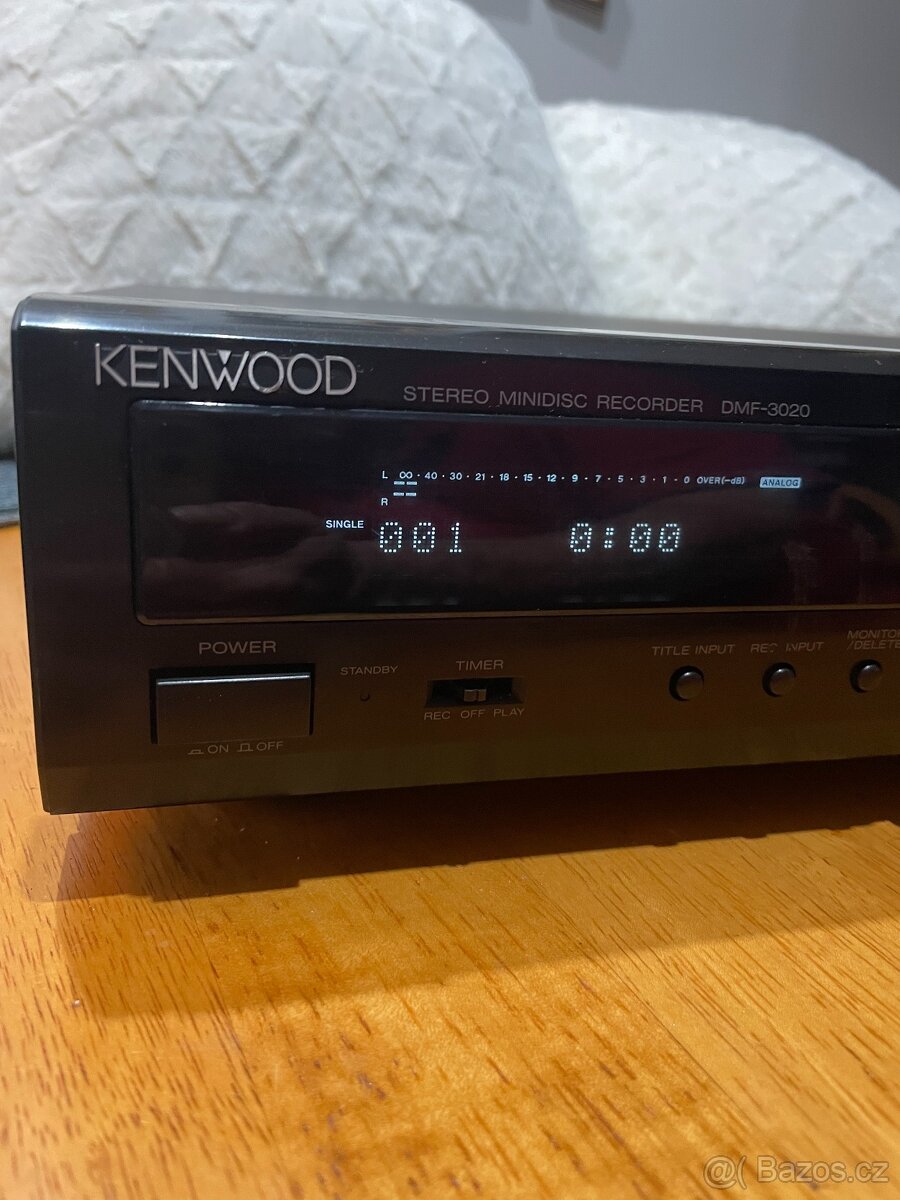 KENWOOD
STEREO MINIDISC RECORDER DMF-3020
L ∞ · 40 · 30 · 21 · 18 · 15 · 12 · 9 · 7 · 5 · 3 · 1 · 0 OVER(-dB) ANALOG
R
SINGLE 001 0:00
POWER
STANDBY
TIMER
TITLE INPUT
REC INPUT
MONITOR
/DELETE
REC OFF PLAY
ON OFF
@( Bazos.cz